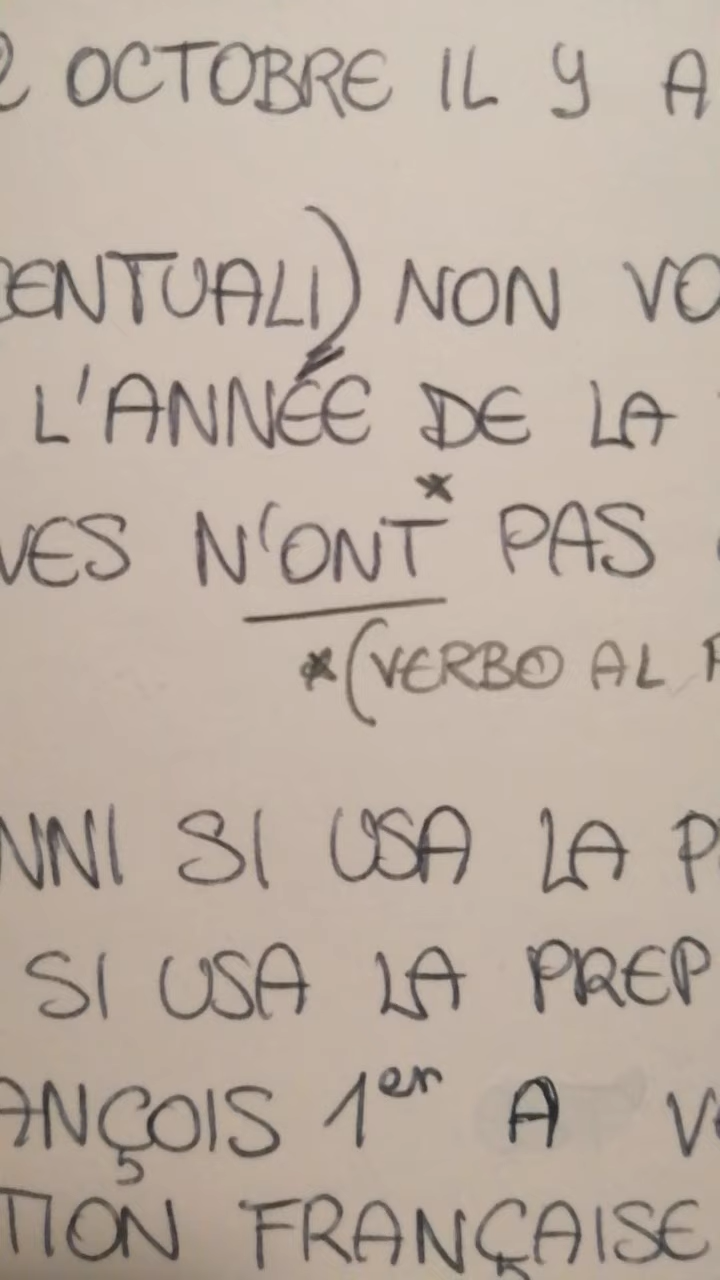 OCTOBRE IL Y A
CENTUALI) NON VO
L'ANNÉE DE LA
VES N'ONT* PAS
*(VERBO AL
NNI SI USA LA P
SI USA LA PREP
ANÇOIS 1er A V
TION FRANÇAISE